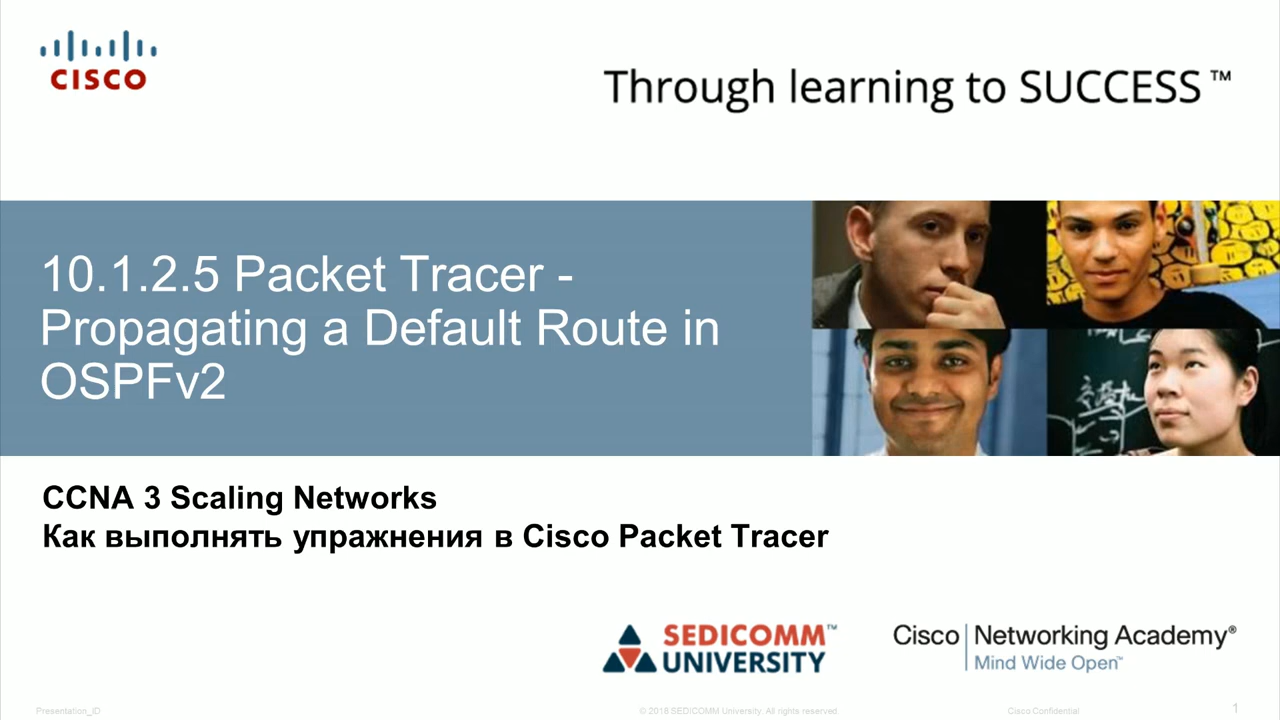 CISCO
Through learning to SUCCESS™
10.1.2.5 Packet Tracer -
Propagating a Default Route in
OSPFv2
CCNA 3 Scaling Networks
Как выполнять упражнения в Cisco Packet Tracer
SEDICOMM™
UNIVERSITY
Cisco Networking Academy®
Mind Wide Open™
Presentation_ID
© 2018 SEDICOMM University. All rights reserved.
Cisco Confidential
1